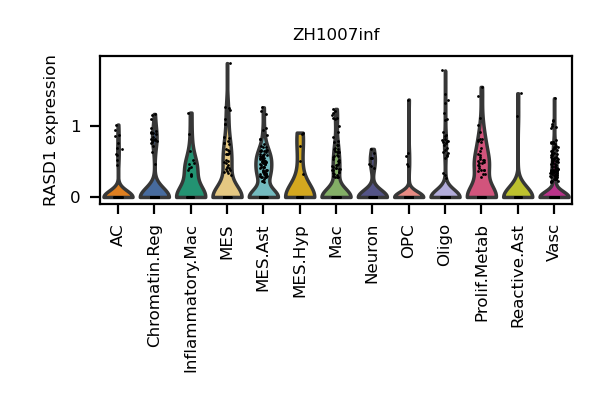 ZH1007inf
RASD1 expression
1
0
AC
Chromatin.Reg
Inflammatory.Mac
MES
MES.Ast
MES.Hyp
Mac
Neuron
OPC
Oligo
Prolif.Metab
Reactive.Ast
Vasc